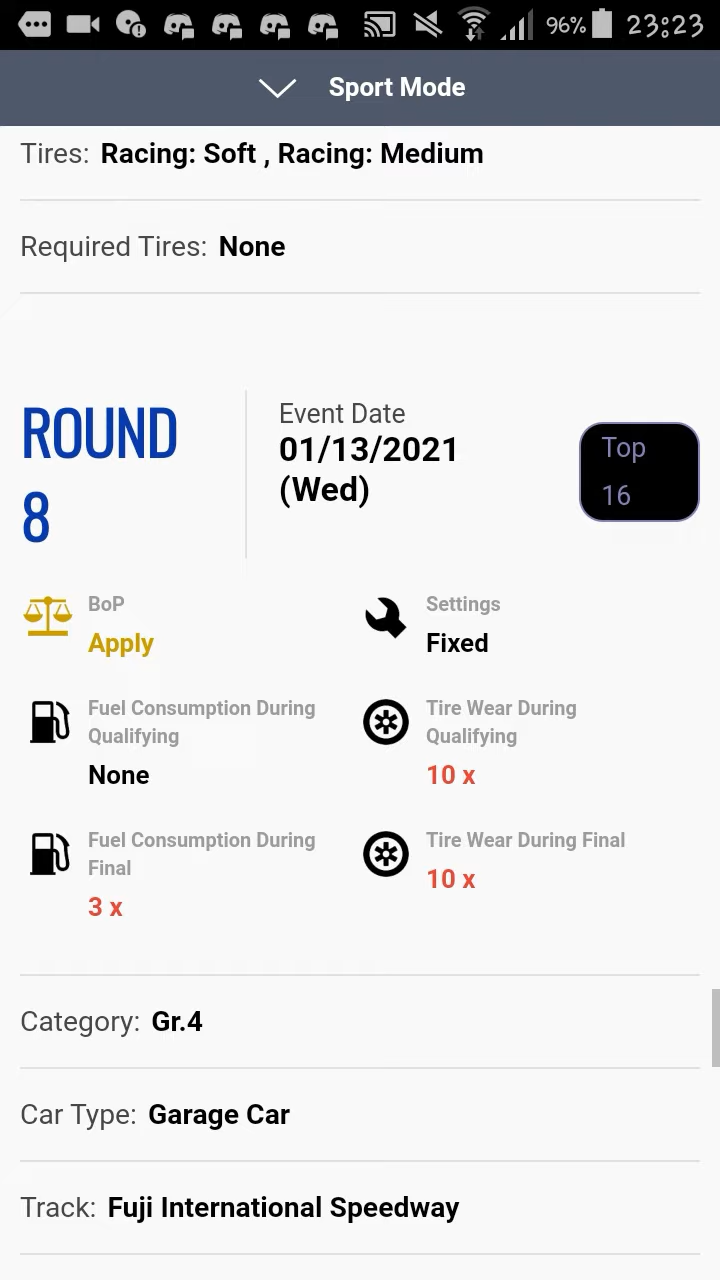 96% 23:23
Sport Mode
Tires: Racing: Soft , Racing: Medium
Required Tires: None
ROUND
8
Event Date
01/13/2021
(Wed)
Top
16
BoP
Apply
Settings
Fixed
Fuel Consumption During
Qualifying
None
Tire Wear During
Qualifying
10 x
Fuel Consumption During
Final
3 x
Tire Wear During Final
10 x
Category: Gr.4
Car Type: Garage Car
Track: Fuji International Speedway